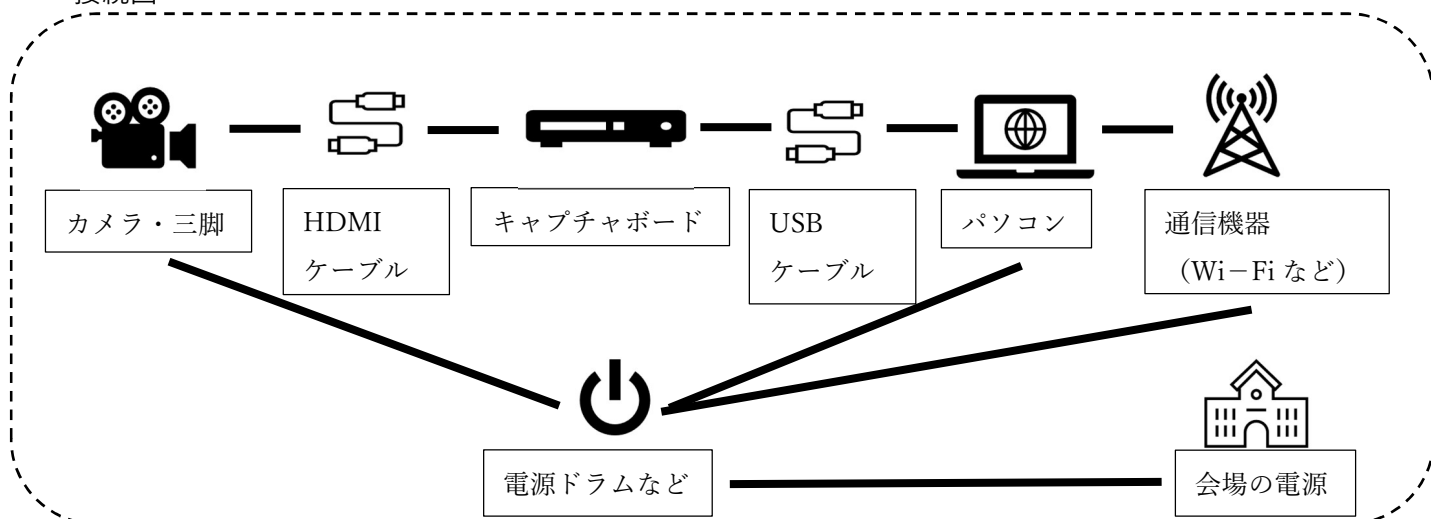 接続図
カメラ・三脚
HDMI
ケーブル
キャプチャボード
USB
ケーブル
パソコン
通信機器
（Wi－Fi など）
電源ドラムなど
会場の電源